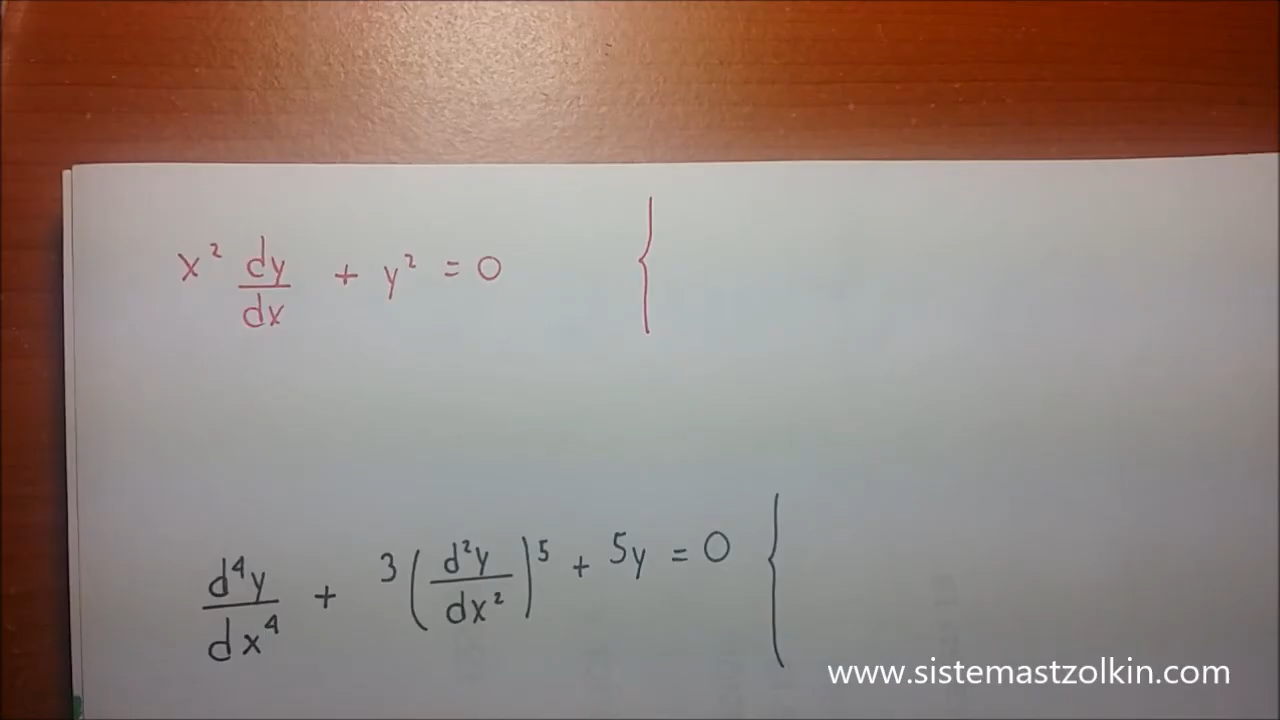 x² dy/dx + y² = 0 {
d⁴y/dx⁴ + 3(d²y/dx²)⁵ + 5y = 0 {
www.sistemastzolkin.com